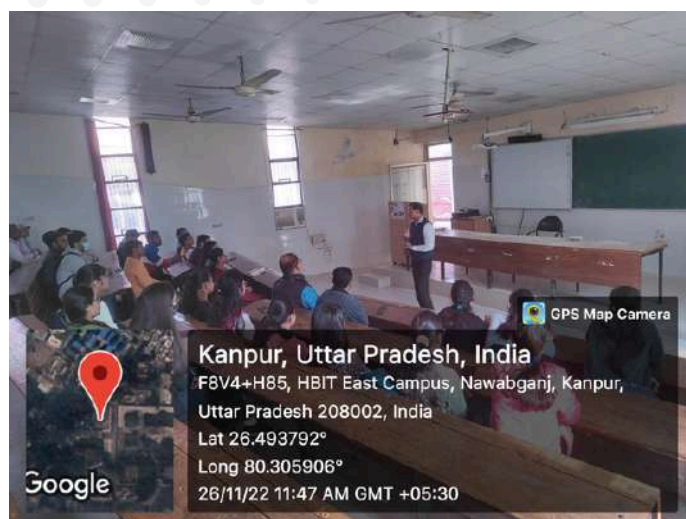 GPS Map Camera
Kanpur, Uttar Pradesh, India
F8V4+H85, HBIT East Campus, Nawabganj, Kanpur,
Uttar Pradesh 208002, India
Lat 26.493792°
Long 80.305906°
26/11/22 11:47 AM GMT +05:30
Google